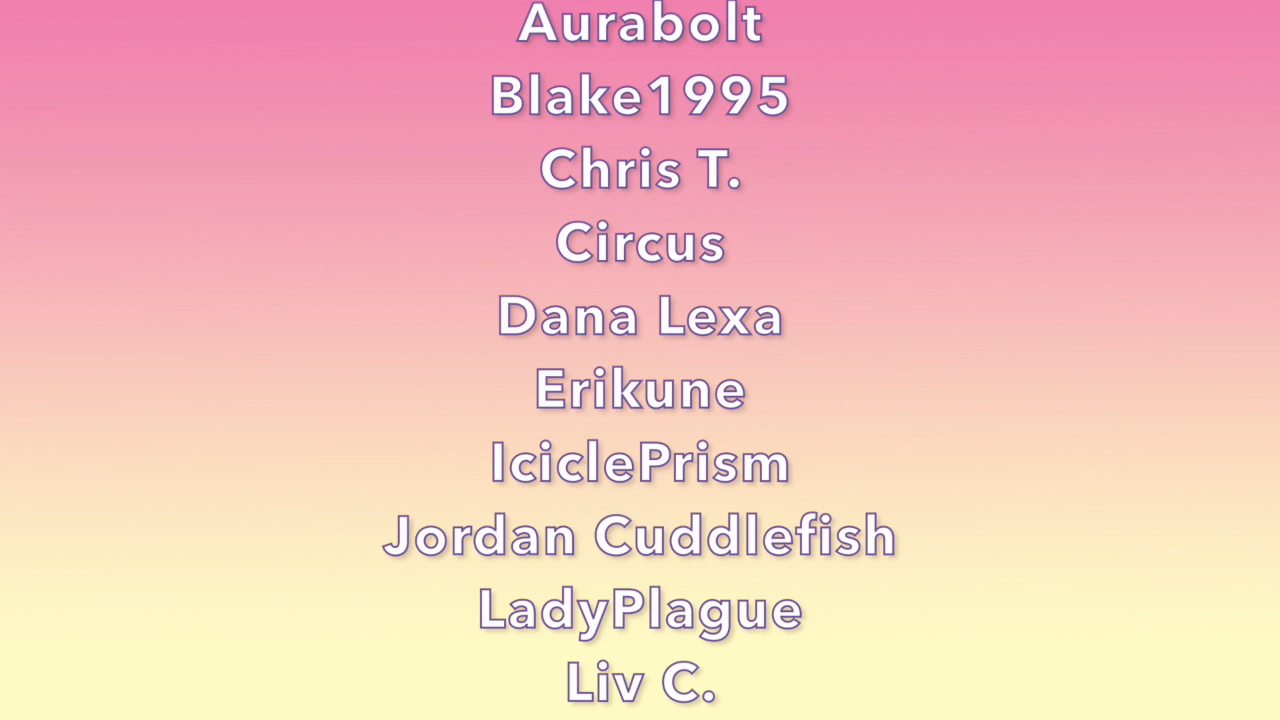 Aurabolt
Blake1995
Chris T.
Circus
Dana Lexa
Erikune
IciclePrism
Jordan Cuddlefish
LadyPlague
Liv C.